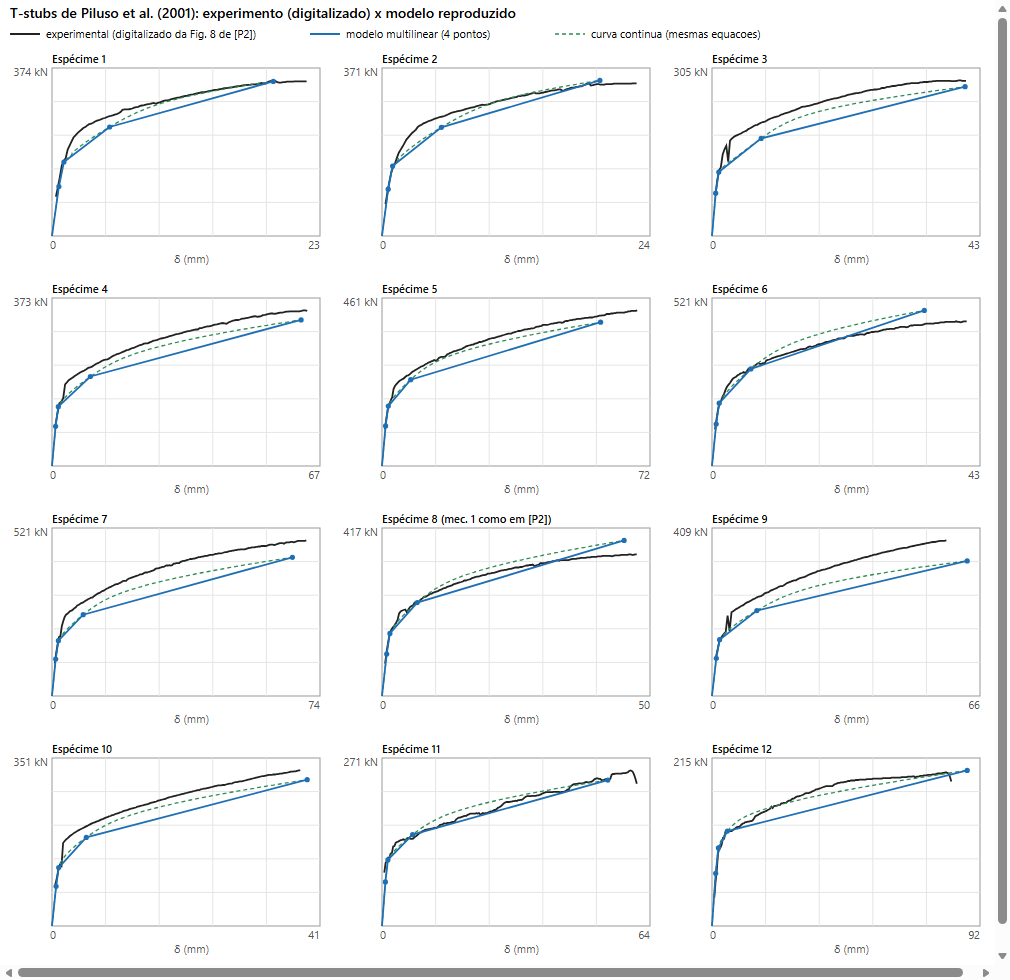 T-stubs de Piluso et al. (2001): experimento (digitalizado) x modelo reproduzido
experimental (digitalizado da Fig. 8 de [P2]) modelo multilinear (4 pontos) curva continua (mesmas equacoes)
Espécime 1 Espécime 2 Espécime 3
374 kN 371 kN 305 kN
0 23 0 24 0 43
δ (mm) δ (mm) δ (mm)
Espécime 4 Espécime 5 Espécime 6
373 kN 461 kN 521 kN
0 67 0 72 0 43
δ (mm) δ (mm) δ (mm)
Espécime 7 Espécime 8 (mec. 1 como em [P2]) Espécime 9
521 kN 417 kN 409 kN
0 74 0 50 0 66
δ (mm) δ (mm) δ (mm)
Espécime 10 Espécime 11 Espécime 12
351 kN 271 kN 215 kN
0 41 0 64 0 92
δ (mm) δ (mm) δ (mm)